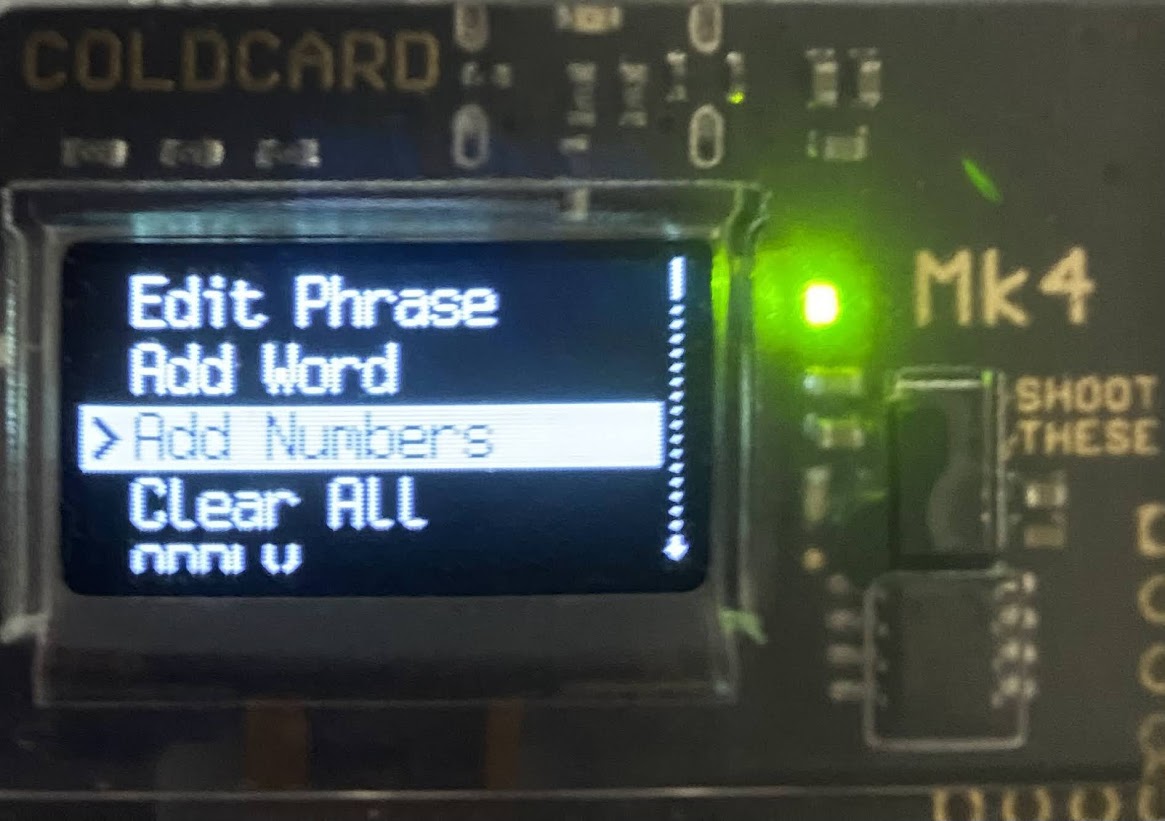 COLDCARD
Edit Phrase
Mk4
Add Word
> Add Numbers
SHOOT
THESE
Clear All